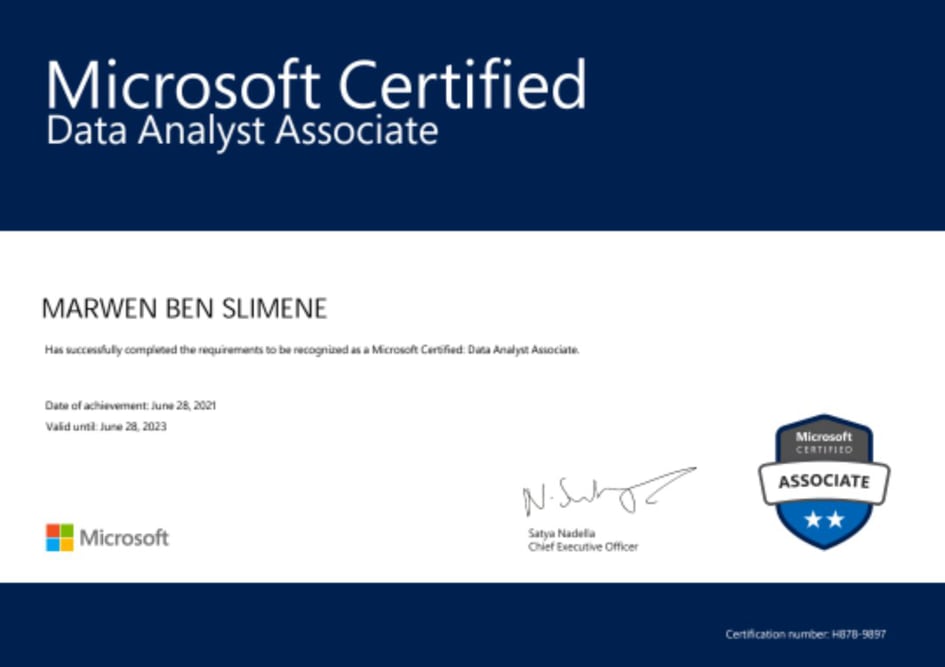 Microsoft Certified
Data Analyst Associate
MARWEN BEN SLIMENE
Has successfully completed the requirements to be recognized as a Microsoft Certified: Data Analyst Associate.
Date of achievement: June 28, 2021
Valid until: June 28, 2023
Microsoft
CERTIFIED
ASSOCIATE
Satya Nadella
Chief Executive Officer
Microsoft
Certification number: H878-9897